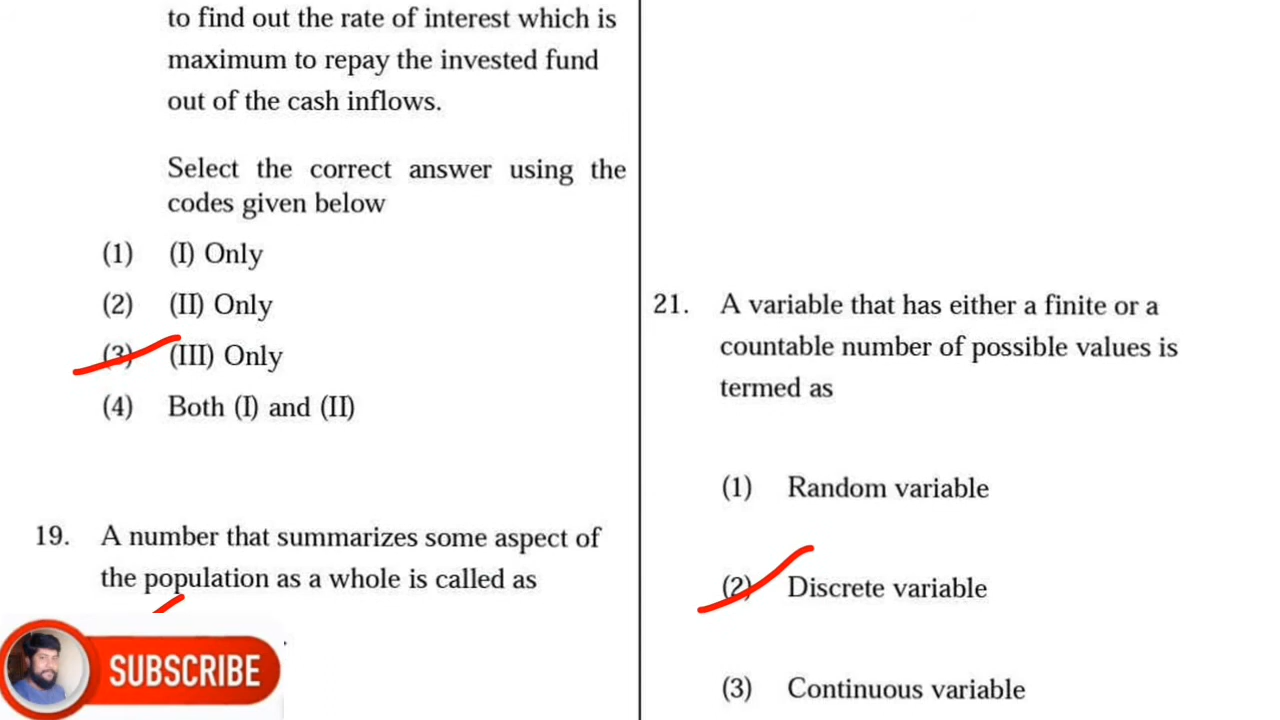 to find out the rate of interest which is
maximum to repay the invested fund
out of the cash inflows.
Select the correct answer using the
codes given below
(1) (I) Only
(2) (II) Only
(3) (III) Only
(4) Both (I) and (II)
19. A number that summarizes some aspect of
the population as a whole is called as
SUBSCRIBE
21. A variable that has either a finite or a
countable number of possible values is
termed as
(1) Random variable
(2) Discrete variable
(3) Continuous variable